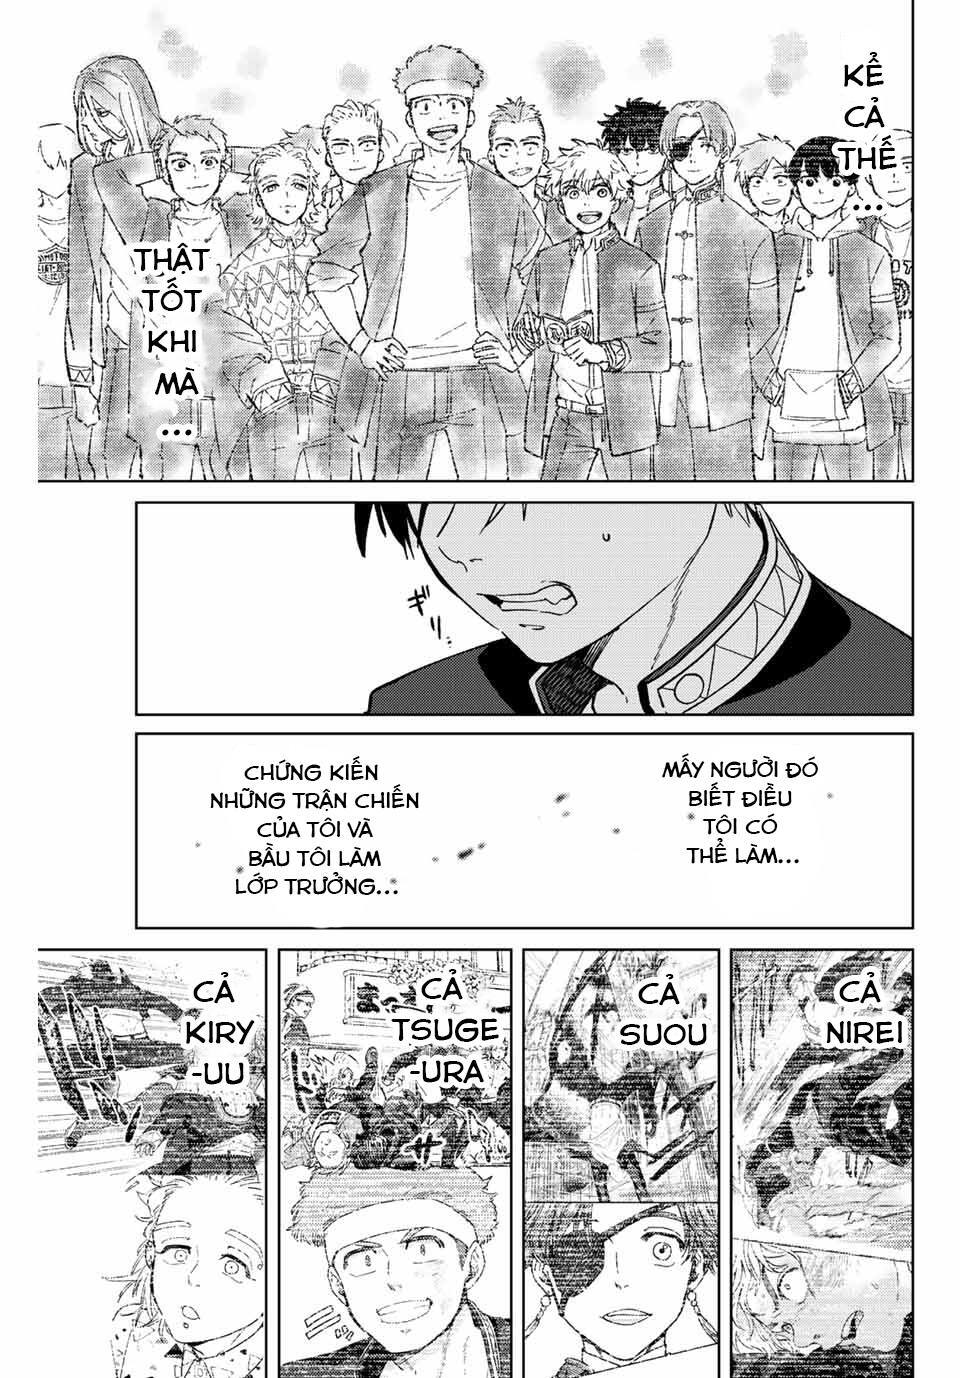 KỂ
CẢ
THẾ
...
THẬT
TỐT
KHI
MÀ
...
ギ
リ
MẤY NGƯỜI ĐÓ
BIẾT ĐIỀU
TÔI CÓ
THỂ LÀM...
CHỨNG KIẾN
NHỮNG TRẬN CHIẾN
CỦA TÔI VÀ
BẦU TÔI LÀM
LỚP TRƯỞNG...
CẢ
NIREI
CẢ
SUOU
CẢ
TSUGE
-URA
CẢ
KIRY
-UU